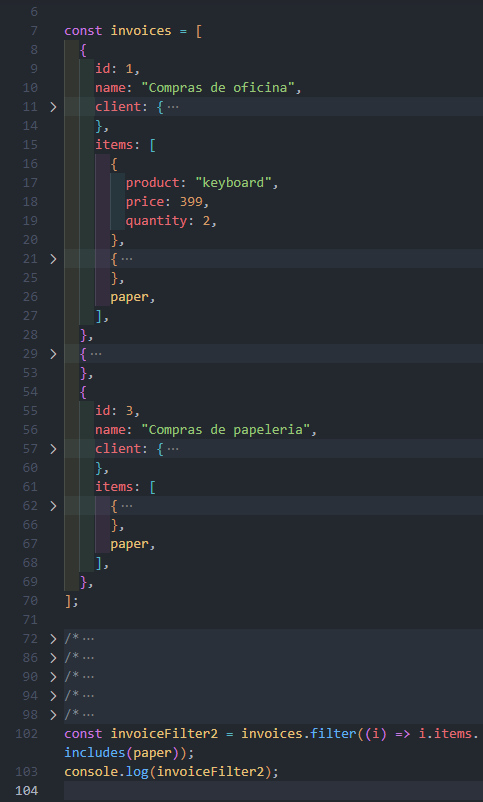 6
7 const invoices = [
8 {
9 id: 1,
10 name: "Compras de oficina",
11 > client: { ···
14 },
15 items: [
16 {
17 product: "keyboard",
18 price: 399,
19 quantity: 2,
20 },
21 > { ···
25 },
26 paper,
27 ],
28 },
29 > { ···
53 },
54 {
55 id: 3,
56 name: "Compras de papeleria",
57 > client: { ···
60 },
61 items: [
62 > { ···
66 },
67 paper,
68 ],
69 },
70 ];
71
72 > /* ···
86 > /* ···
90 > /* ···
94 > /* ···
98 > /* ···
102 const invoiceFilter2 = invoices.filter((i) => i.items.
includes(paper));
103 console.log(invoiceFilter2);
104